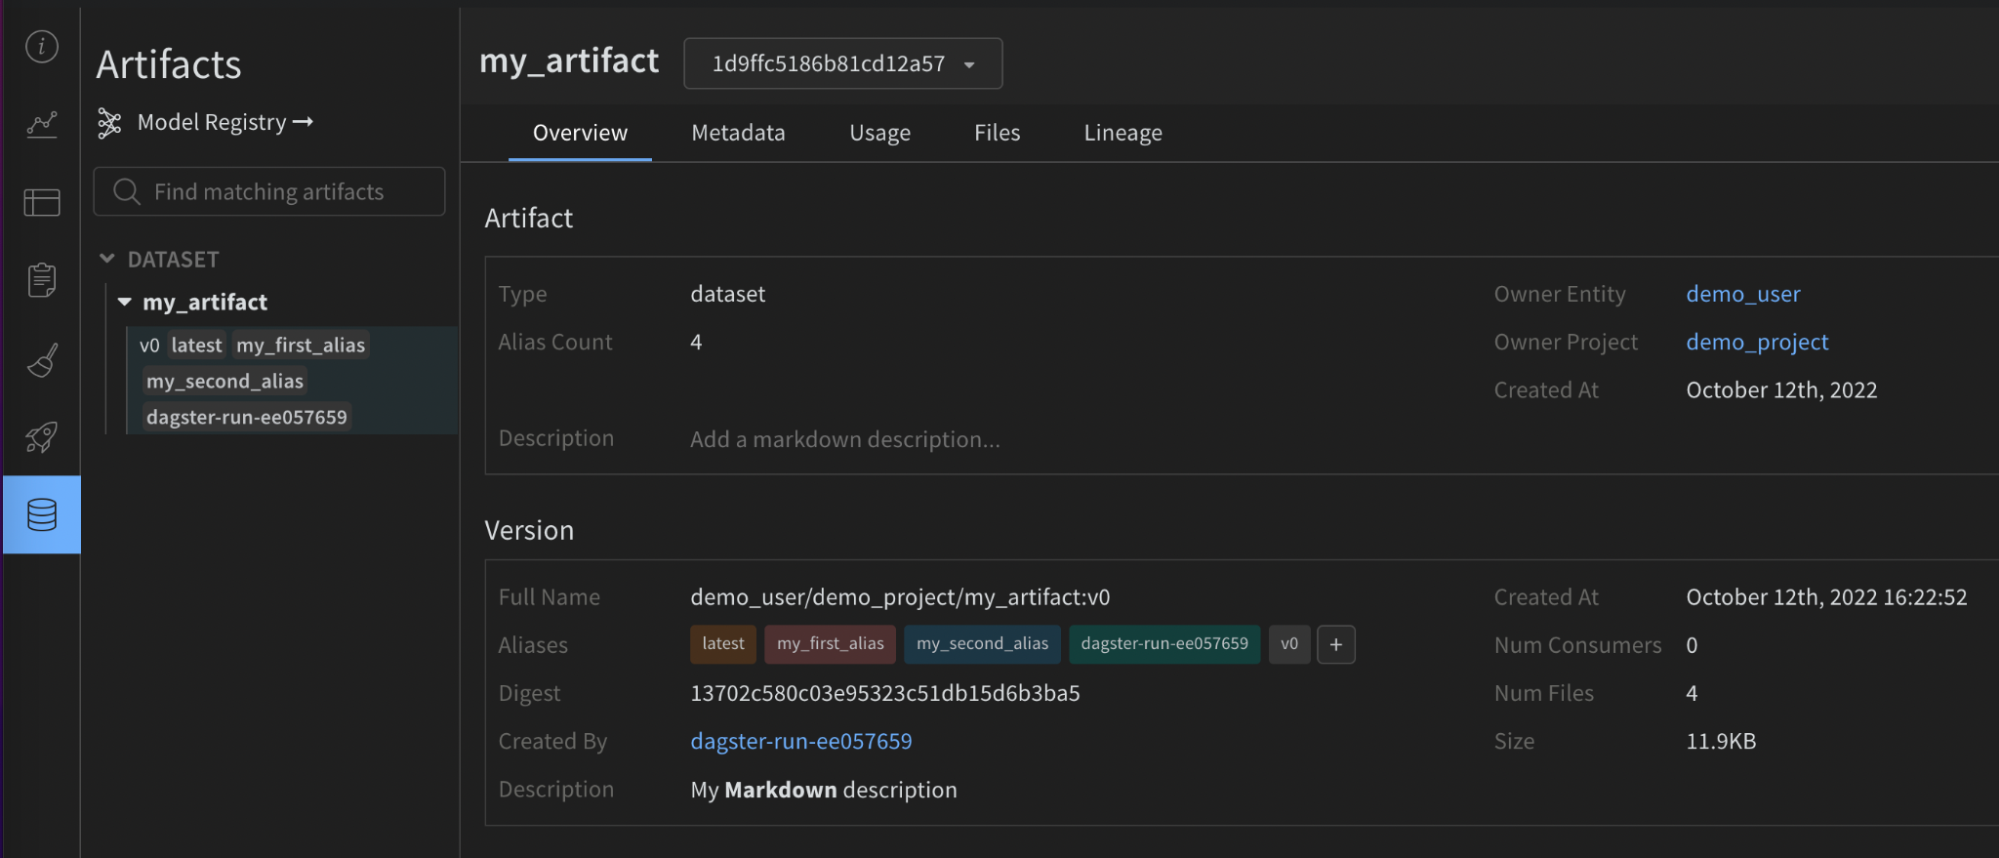 Artifacts
Model Registry →
Find matching artifacts
DATASET
my_artifact
v0 latest my_first_alias
my_second_alias
dagster-run-ee057659
my_artifact 1d9ffc5186b81cd12a57
Overview Metadata Usage Files Lineage
Artifact
Type dataset Owner Entity demo_user
Alias Count 4 Owner Project demo_project
Created At October 12th, 2022
Description Add a markdown description...
Version
Full Name demo_user/demo_project/my_artifact:v0 Created At October 12th, 2022 16:22:52
Aliases latest my_first_alias my_second_alias dagster-run-ee057659 v0 + Num Consumers 0
Digest 13702c580c03e95323c51db15d6b3ba5 Num Files 4
Created By dagster-run-ee057659 Size 11.9KB
Description My Markdown description